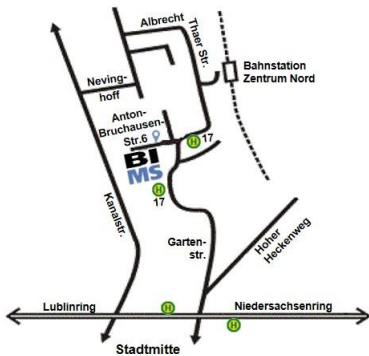 Albrecht
Thaer Str.
Bahnstation
Zentrum Nord
Neving-
hoff
Anton-
Bruchausen-
Str.6
H
17
BI
MS
H
17
Kanalstr.
Garten-
str.
Hoher
Heckenweg
Lublinring
H
Niedersachsenring
H
Stadtmitte